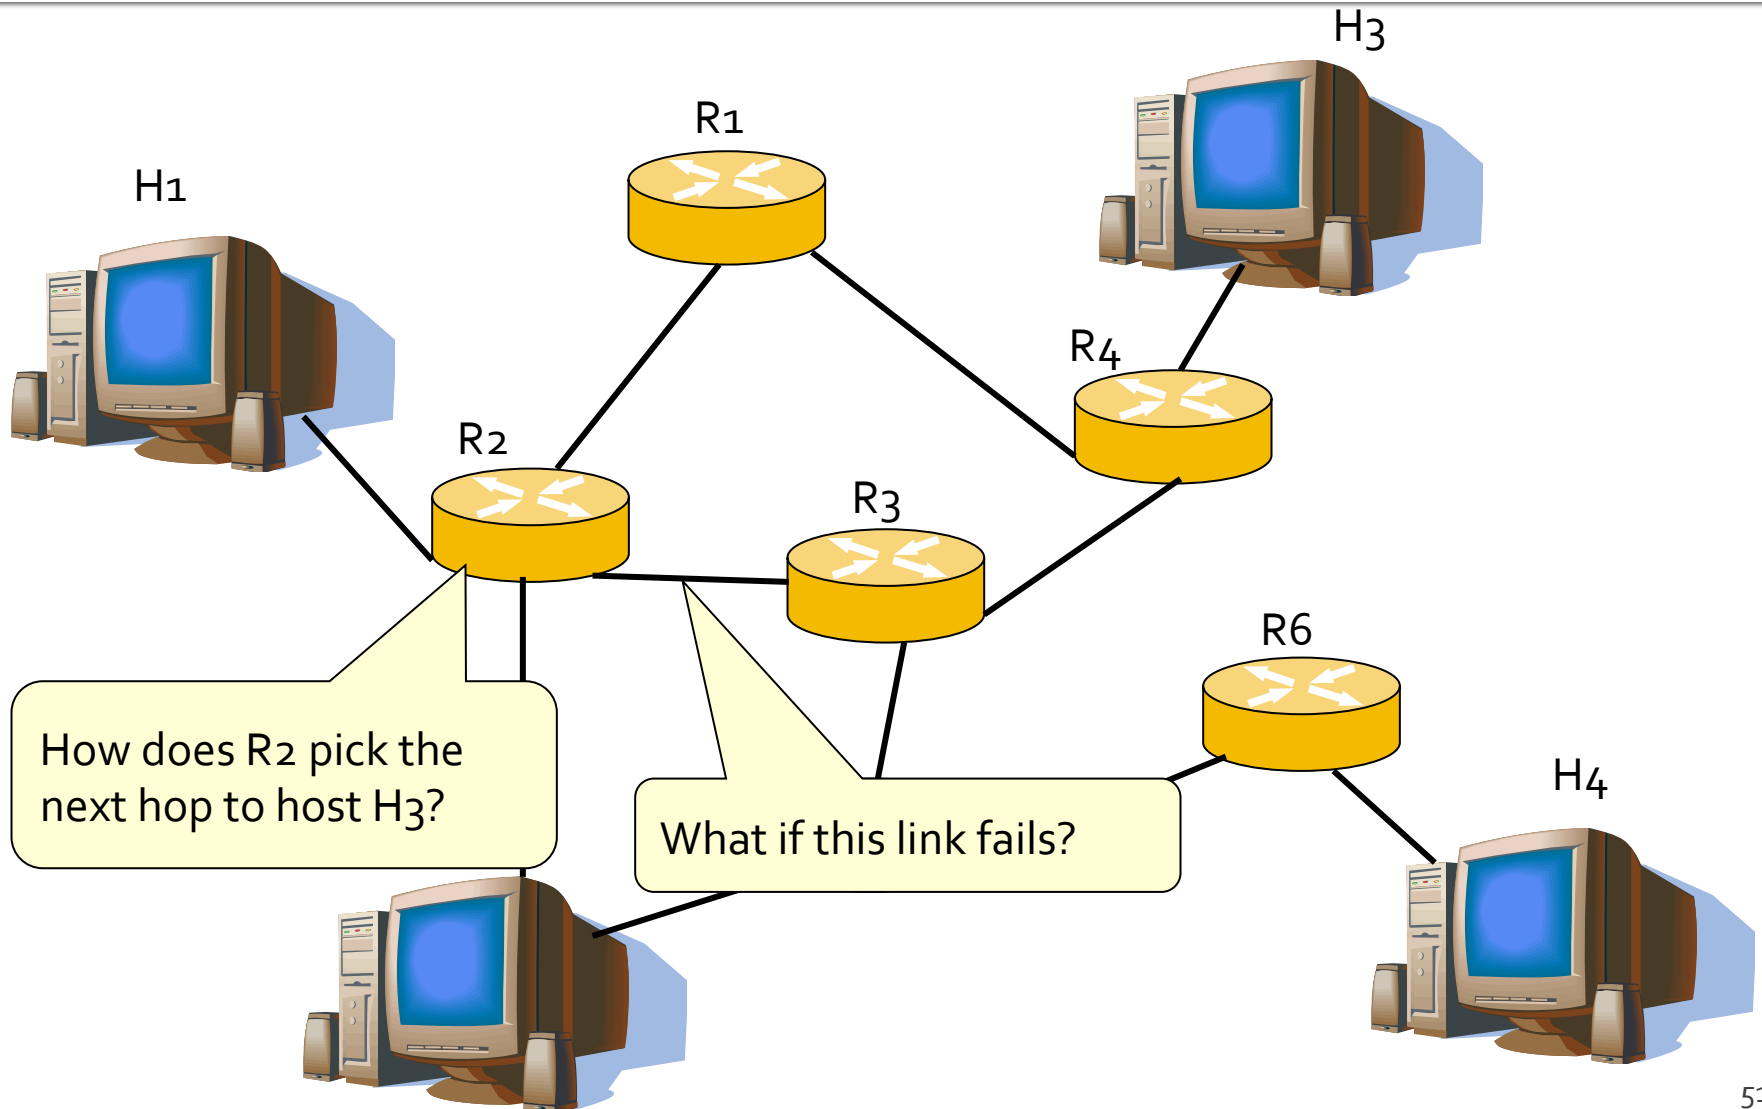 H3
R1
H1
R4
R2
R3
R6
How does R2 pick the
next hop to host H3?
H4
What if this link fails?